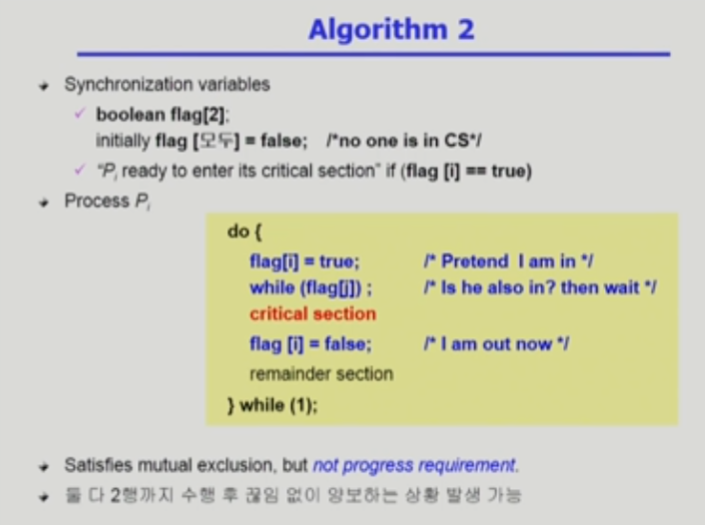 Algorithm 2
Synchronization variables
✓ boolean flag[2];
initially flag [모두] = false; /*no one is in CS*/
✓ "Pi ready to enter its critical section" if (flag [i] == true)
Process Pi
do {
flag[i] = true; /* Pretend I am in */
while (flag[j]) ; /* Is he also in? then wait */
critical section
flag [i] = false; /* I am out now */
remainder section
} while (1);
Satisfies mutual exclusion, but not progress requirement.
둘 다 2행까지 수행 후 끊임 없이 양보하는 상황 발생 가능